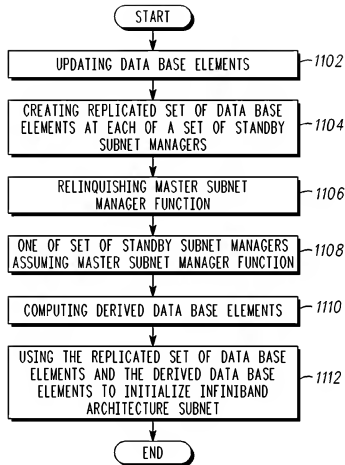 START
UPDATING DATA BASE ELEMENTS
1102
CREATING REPLICATED SET OF DATA BASE
ELEMENTS AT EACH OF A SET OF STANDBY
SUBNET MANAGERS
1104
RELINQUISHING MASTER SUBNET
MANAGER FUNCTION
1106
ONE OF SET OF STANDBY SUBNET MANAGERS
ASSUMING MASTER SUBNET MANAGER FUNCTION
1108
COMPUTING DERIVED DATA BASE ELEMENTS
1110
USING THE REPLICATED SET OF DATA BASE
ELEMENTS AND THE DERIVED DATA BASE
ELEMENTS TO INITIALIZE INFINIBAND
ARCHITECTURE SUBNET
1112
END